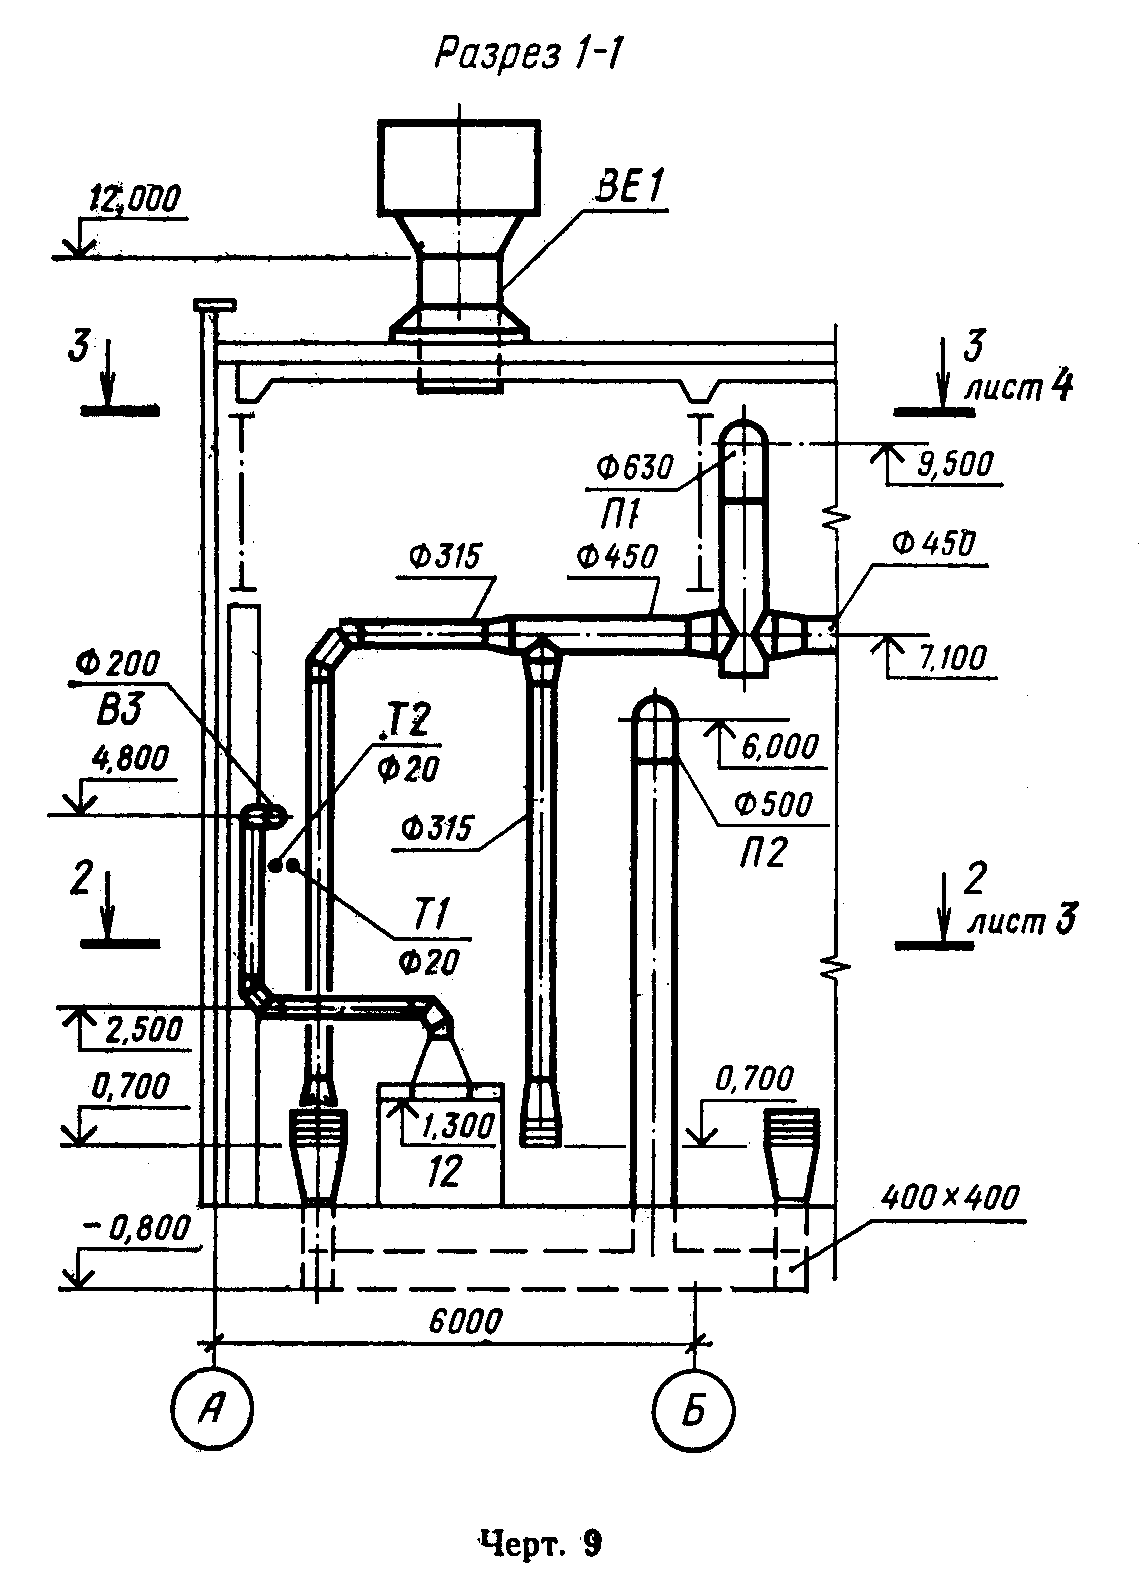 Разрез 1-1
12,000
ВЕ1
3
3
лист 4
Ф630
П1
9,500
Ф315
Ф450
Ф450
Ф200
В3
Т2
Ф20
7,100
4,800
6,000
Ф315
Ф500
П2
2
2
лист 3
Т1
Ф20
2,500
0,700
0,700
1,300
12
-0,800
400×400
6000
А
Б
Черт. 9